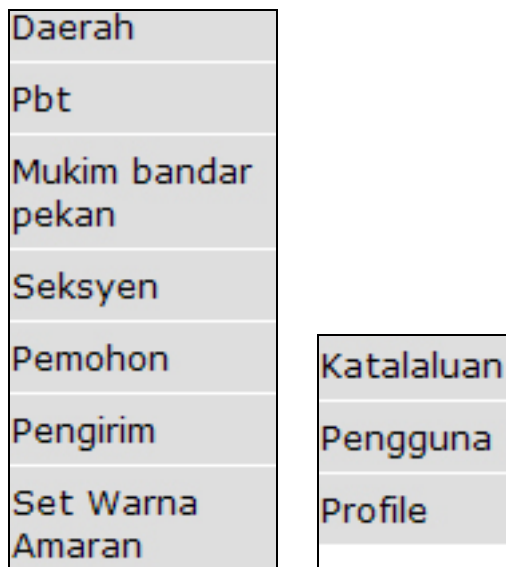 Daerah
Pbt
Mukim bandar
pekan
Seksyen
Pemohon
Pengirim
Set Warna
Amaran
Katalaluan
Pengguna
Profile